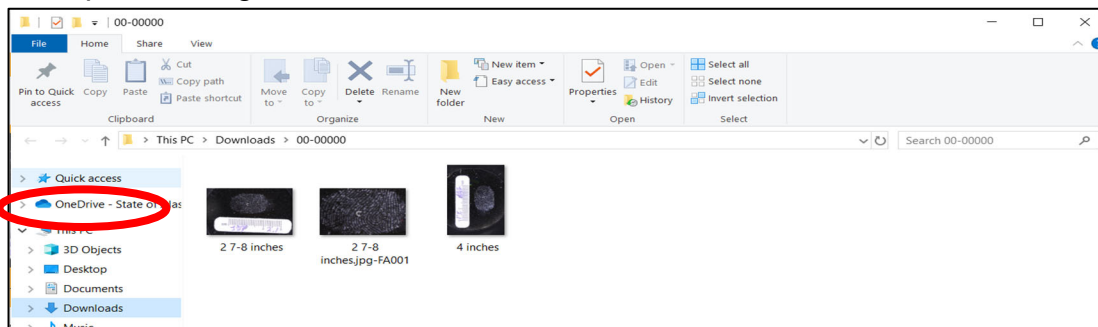 00-00000
File Home Share View
Pin to Quick access
Copy
Paste
Cut
Copy path
Paste shortcut
Clipboard
Move to
Copy to
Delete
Rename
Organize
New folder
New item
Easy access
New
Properties
Open
Edit
History
Open
Select all
Select none
Invert selection
Select
This PC > Downloads > 00-00000
Search 00-00000
Quick access
OneDrive - State of
This PC
3D Objects
Desktop
Documents
Downloads
Music
2 7-8 inches
2 7-8
inches.jpg-FA001
4 inches